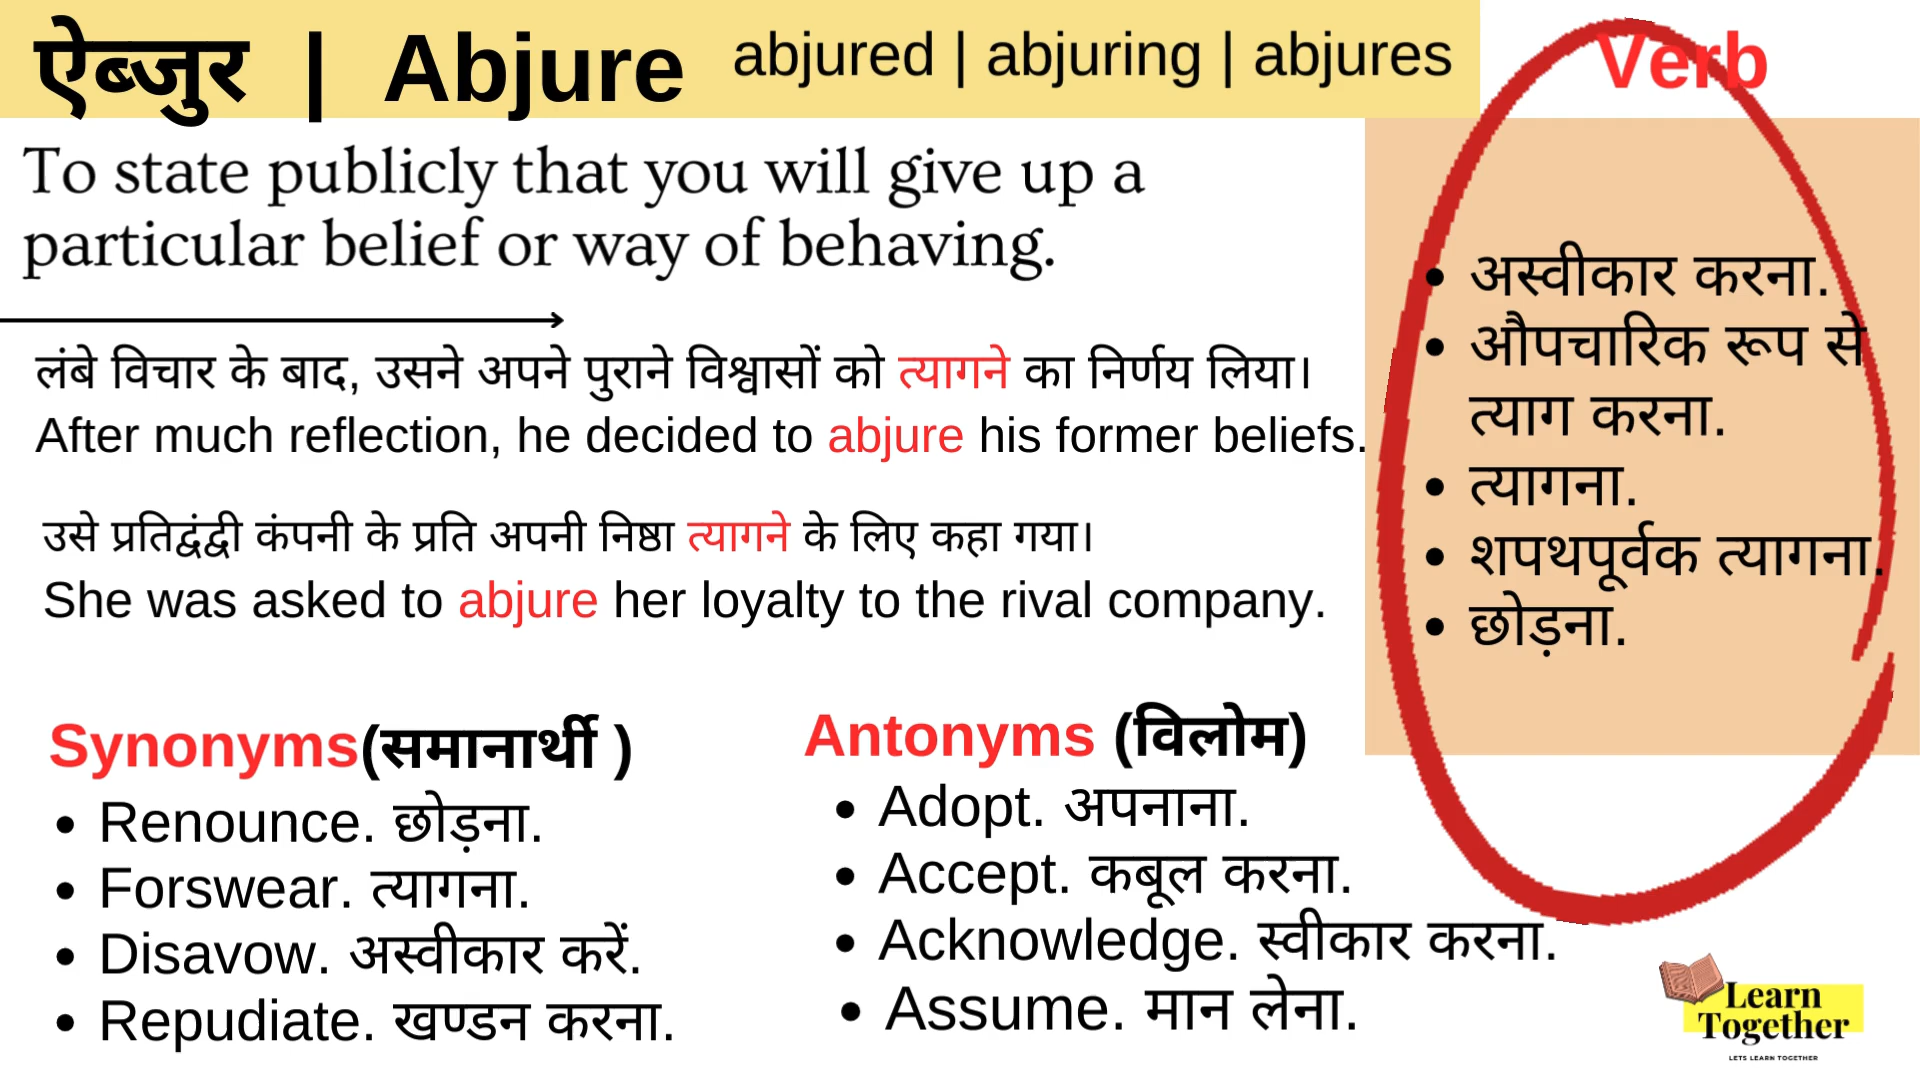 ऐब्जुर | Abjure abjured | abjuring | abjures
Verb
To state publicly that you will give up a
particular belief or way of behaving.
लंबे विचार के बाद, उसने अपने पुराने विश्वासों को त्यागने का निर्णय लिया।
After much reflection, he decided to abjure his former beliefs.
उसे प्रतिद्वंद्वी कंपनी के प्रति अपनी निष्ठा त्यागने के लिए कहा गया।
She was asked to abjure her loyalty to the rival company.
• अस्वीकार करना.
• औपचारिक रूप से
त्याग करना.
• त्यागना.
• शपथपूर्वक त्यागना.
• छोड़ना.
Synonyms(समानार्थी )
• Renounce. छोड़ना.
• Forswear. त्यागना.
• Disavow. अस्वीकार करें.
• Repudiate. खण्डन करना.
Antonyms (विलोम)
• Adopt. अपनाना.
• Accept. कबूल करना.
• Acknowledge. स्वीकार करना.
• Assume. मान लेना.
Learn
Together
LETS LEARN TOGETHER